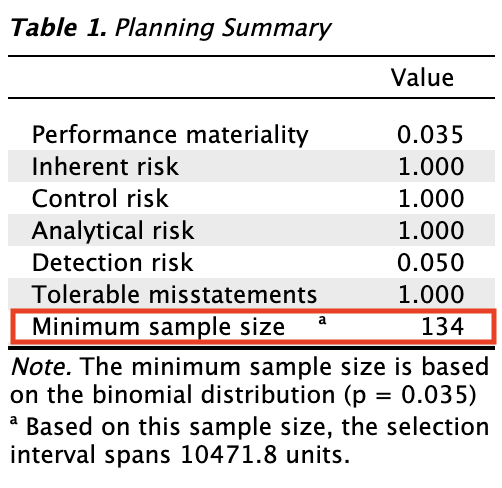 Table 1. Planning Summary
Value
Performance materiality 0.035
Inherent risk 1.000
Control risk 1.000
Analytical risk 1.000
Detection risk 0.050
Tolerable misstatements 1.000
Minimum sample size ᵃ 134
Note. The minimum sample size is based
on the binomial distribution (p = 0.035)
ᵃ Based on this sample size, the selection
interval spans 10471.8 units.